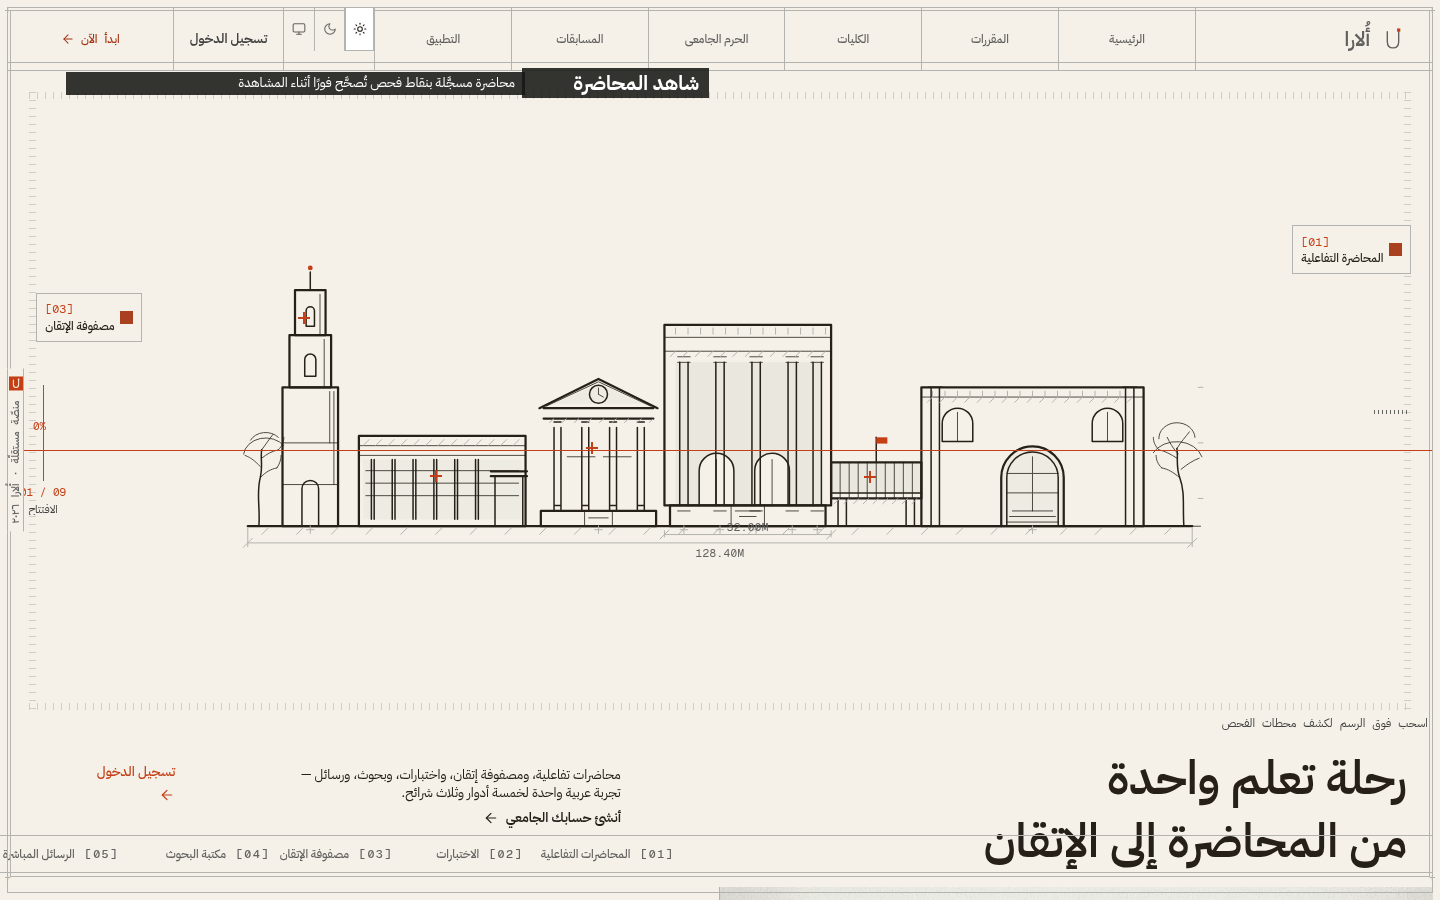 أُلارا
الرئيسية
المقررات
الكليات
الحرم الجامعي
المسابقات
التطبيق
تسجيل الدخول
ابدأ الآن ←
شاهد المحاضرة
محاضرة مسجَّلة بنقاط فحص تُصحَّح فورًا أثناء المشاهدة
[01]
المحاضرة التفاعلية
[03]
مصفوفة الإتقان
منصّة مستقلّة · أُلارا ٢٠٢٦
0%
01 / 09
الافتتاح
32.00M
128.40M
اسحب فوق الرسم لكشف محطات الفحص
رحلة تعلم واحدة
من المحاضرة إلى الإتقان
محاضرات تفاعلية، ومصفوفة إتقان، واختبارات، وبحوث، ورسائل —
تجربة عربية واحدة لخمسة أدوار وثلاث شرائح.
أنشئ حسابك الجامعي ←
تسجيل الدخول
←
[01] المحاضرات التفاعلية
[02] الاختبارات
[03] مصفوفة الإتقان
[04] مكتبة البحوث
[05] الرسائل المباشرة